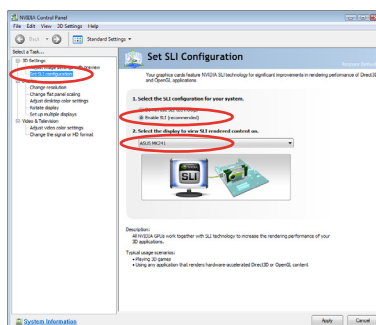 NVIDIA Control Panel
File Edit View 3D Settings Help
Back
Standard Settings
Select a Task...
3D Settings
Set SLI configuration
Change resolution
Change flat panel scaling
Adjust desktop color settings
Rotate display
Set up multiple displays
Video & Television
Adjust video color settings
Change the signal or HD format
System Information
Set SLI Configuration
Your graphics cards feature NVIDIA SLI technology for significant improvements in rendering performance of Direct3D
and OpenGL applications.
1. Select the SLI configuration for your system.
Enable SLI (recommended)
2. Select the display to view SLI rendered content on.
ASUS MK241
SLI
Description:
All NVIDIA GPUs work together with SLI technology to increase the rendering performance of your
3D applications.
Typical usage scenarios:
• Playing 3D games
• Using any application that renders hardware-accelerated Direct3D or OpenGL content
Apply
Cancel